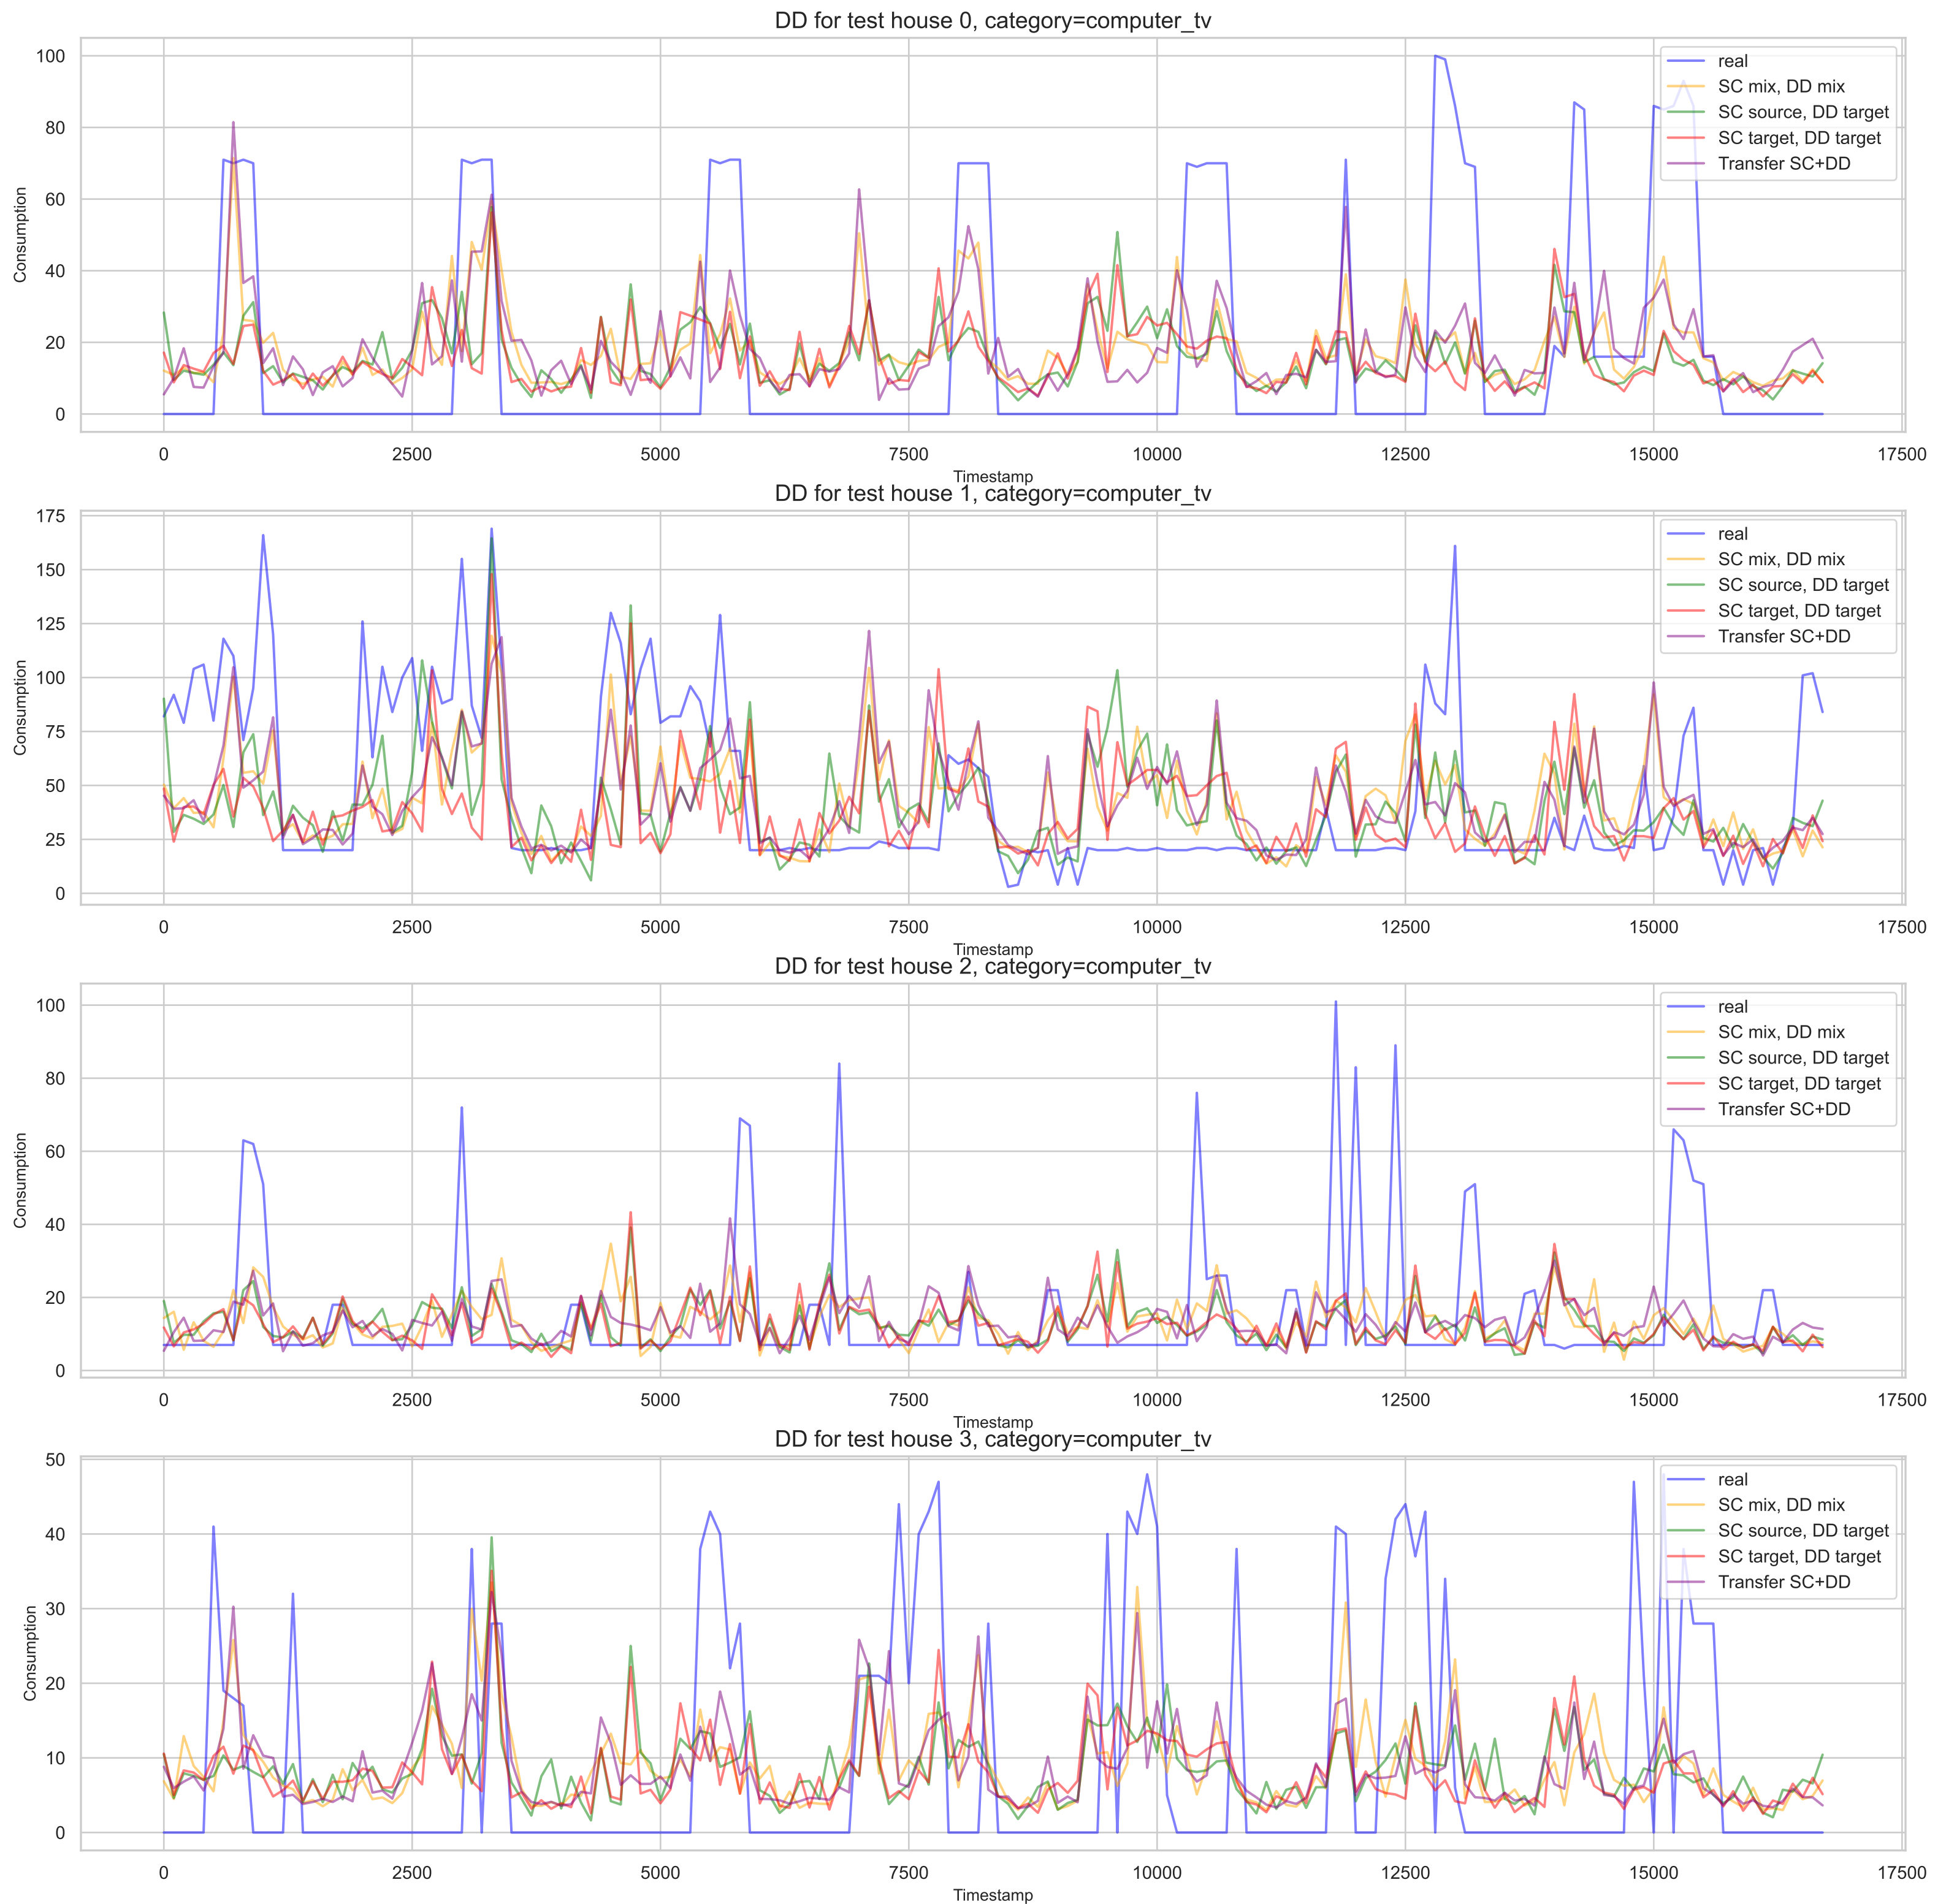 DD for test house 0, category=computer_tv
100
80
60
40
20
0
Consumption
real
SC mix, DD mix
SC source, DD target
SC target, DD target
Transfer SC+DD
0 2500 5000 7500 10000 12500 15000 17500
Timestamp
DD for test house 1, category=computer_tv
175
150
125
100
75
50
25
0
Consumption
real
SC mix, DD mix
SC source, DD target
SC target, DD target
Transfer SC+DD
0 2500 5000 7500 10000 12500 15000 17500
Timestamp
DD for test house 2, category=computer_tv
100
80
60
40
20
0
Consumption
real
SC mix, DD mix
SC source, DD target
SC target, DD target
Transfer SC+DD
0 2500 5000 7500 10000 12500 15000 17500
Timestamp
DD for test house 3, category=computer_tv
50
40
30
20
10
0
Consumption
real
SC mix, DD mix
SC source, DD target
SC target, DD target
Transfer SC+DD
0 2500 5000 7500 10000 12500 15000 17500
Timestamp